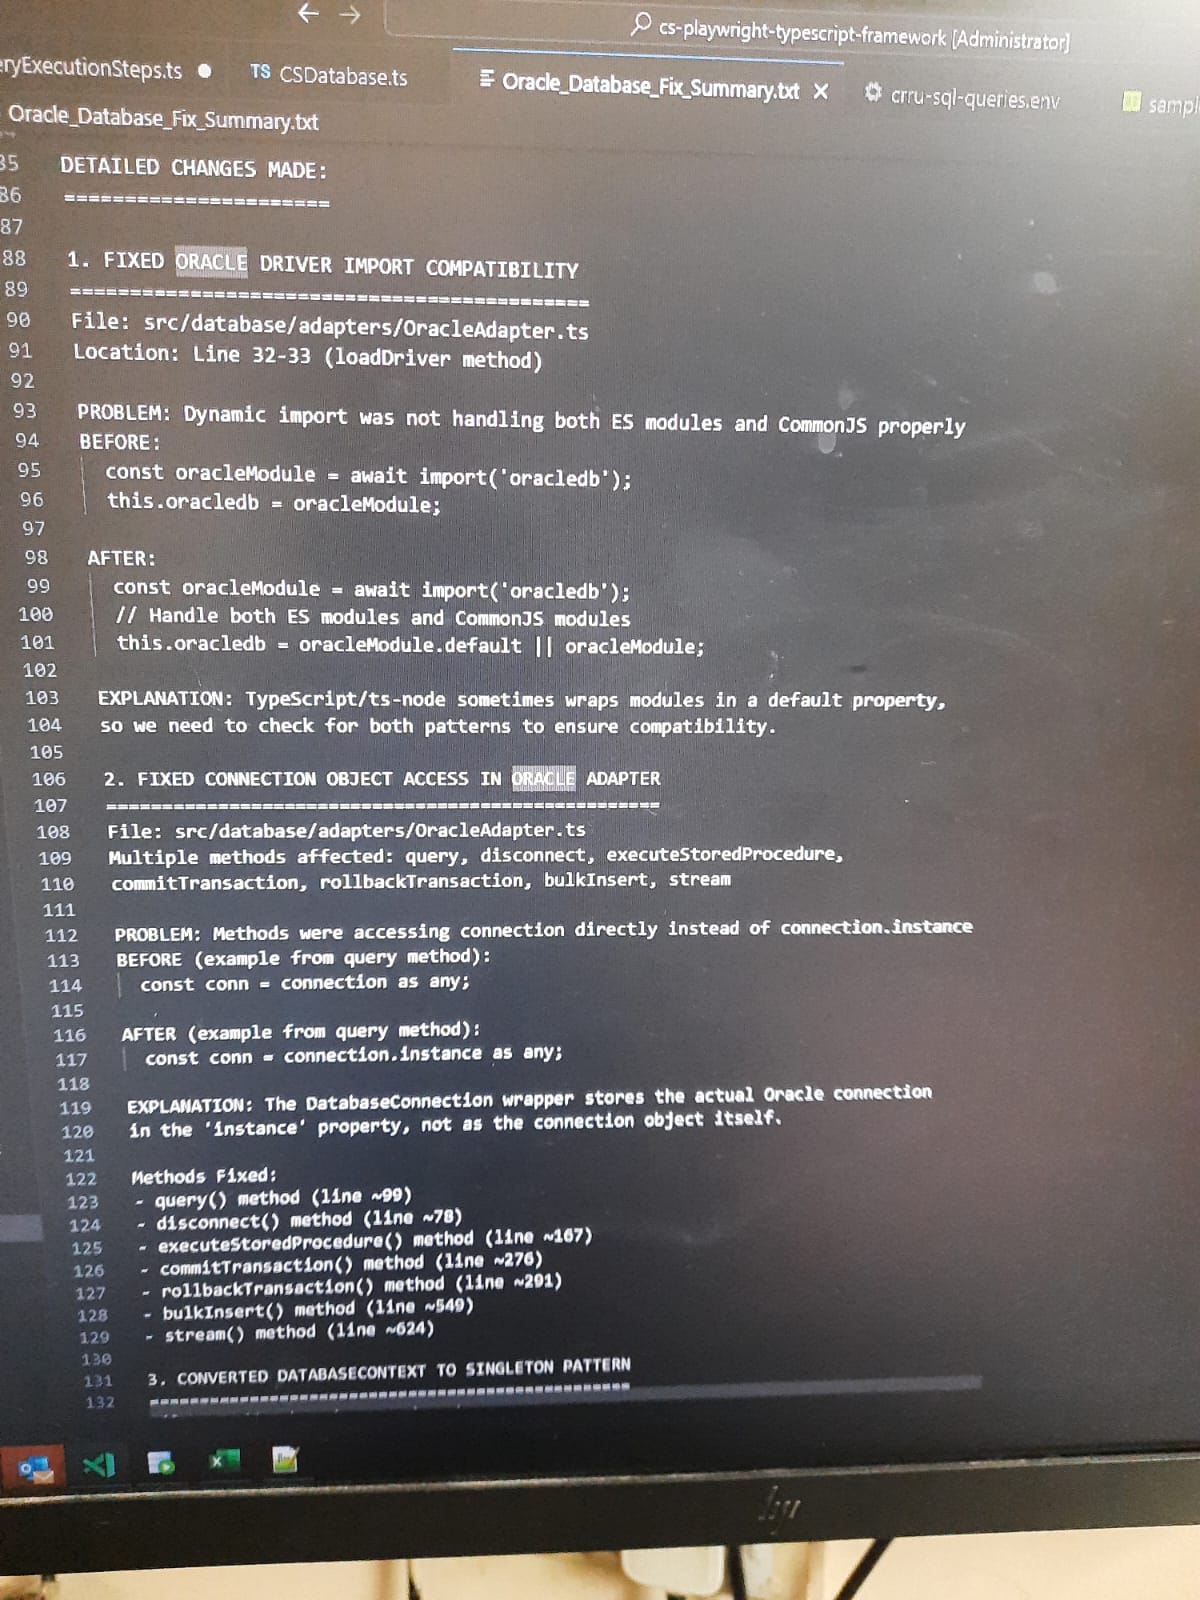 ← → cs-playwright-typescript-framework [Administrator]
eryExecutionSteps.ts ● TS CSDatabase.ts Oracle_Database_Fix_Summary.txt × crru-sql-queries.env
Oracle_Database_Fix_Summary.txt
85 DETAILED CHANGES MADE:
86 ======================
87
88 1. FIXED ORACLE DRIVER IMPORT COMPATIBILITY
89 ===========================================
90 File: src/database/adapters/OracleAdapter.ts
91 Location: Line 32-33 (loadDriver method)
92
93 PROBLEM: Dynamic import was not handling both ES modules and CommonJS properly
94 BEFORE:
95 const oracleModule = await import('oracledb');
96 this.oracledb = oracleModule;
97
98 AFTER:
99 const oracleModule = await import('oracledb');
100 // Handle both ES modules and CommonJS modules
101 this.oracledb = oracleModule.default || oracleModule;
102
103 EXPLANATION: TypeScript/ts-node sometimes wraps modules in a default property,
104 so we need to check for both patterns to ensure compatibility.
105
106 2. FIXED CONNECTION OBJECT ACCESS IN ORACLE ADAPTER
107 ===================================================
108 File: src/database/adapters/OracleAdapter.ts
109 Multiple methods affected: query, disconnect, executeStoredProcedure,
110 commitTransaction, rollbackTransaction, bulkInsert, stream
111
112 PROBLEM: Methods were accessing connection directly instead of connection.instance
113 BEFORE (example from query method):
114 const conn = connection as any;
115
116 AFTER (example from query method):
117 const conn = connection.instance as any;
118
119 EXPLANATION: The DatabaseConnection wrapper stores the actual Oracle connection
120 in the 'instance' property, not as the connection object itself.
121
122 Methods Fixed:
123 - query() method (line ~99)
124 - disconnect() method (line ~78)
125 - executeStoredProcedure() method (line ~167)
126 - commitTransaction() method (line ~276)
127 - rollbackTransaction() method (line ~291)
128 - bulkInsert() method (line ~549)
129 - stream() method (line ~624)
130
131 3. CONVERTED DATABASECONTEXT TO SINGLETON PATTERN
132 =================================================
hp